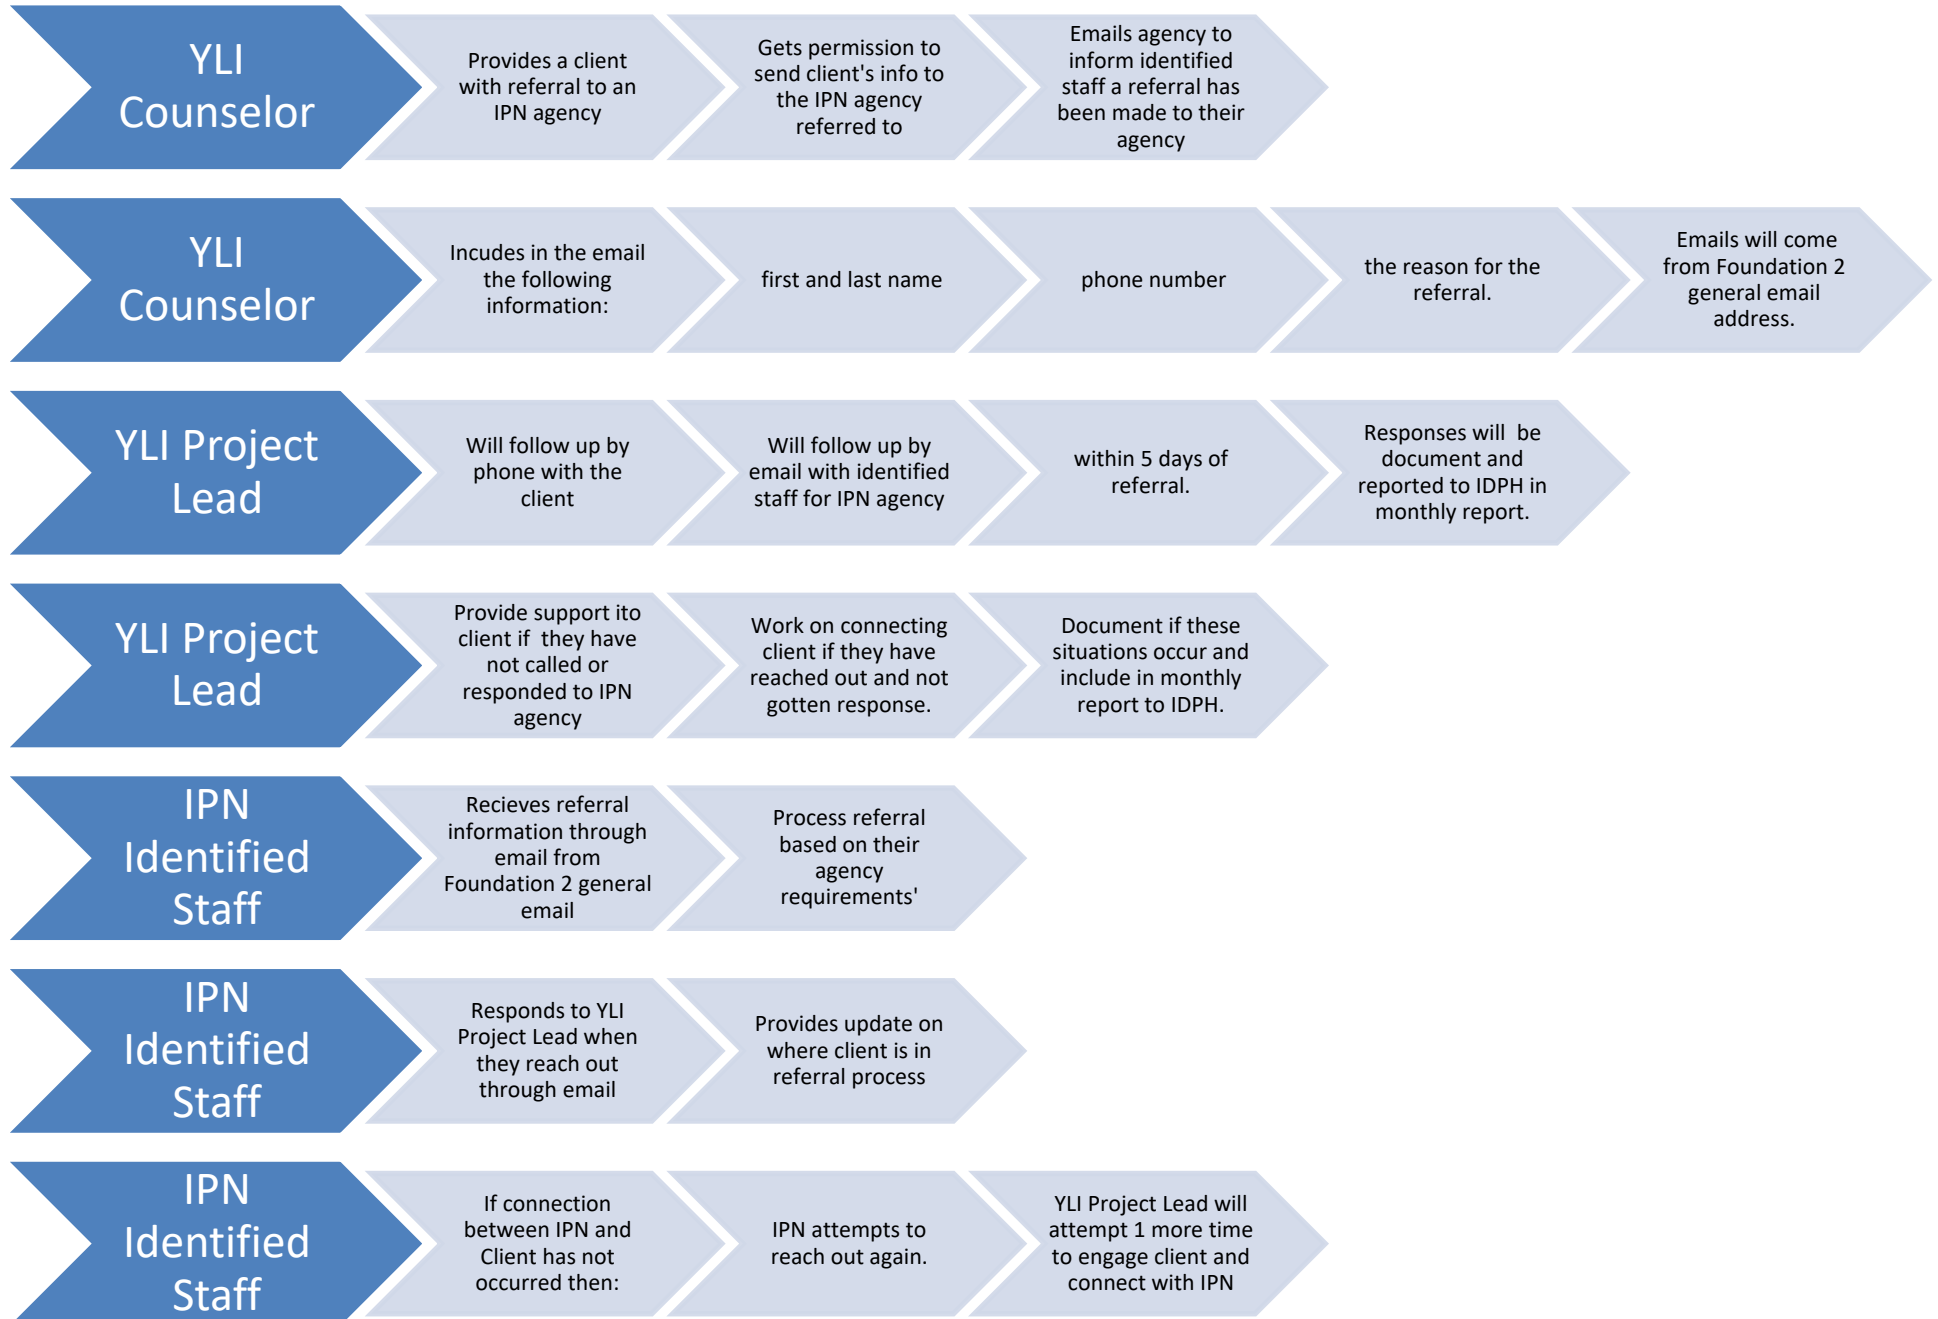 YLI
Counselor
Provides a client
with referral to an
IPN agency
Gets permission to
send client's info to
the IPN agency
referred to
Emails agency to
inform identified
staff a referral has
been made to their
agency
YLI
Counselor
Incudes in the email
the following
information:
first and last name
phone number
the reason for the
referral.
Emails will come
from Foundation 2
general email
address.
YLI Project
Lead
Will follow up by
phone with the
client
Will follow up by
email with identified
staff for IPN agency
within 5 days of
referral.
Responses will  be
document and
reported to IDPH in
monthly report.
YLI Project
Lead
Provide support ito
client if  they have
not called or
responded to IPN
agency
Work on connecting
client if they have
reached out and not
gotten response.
Document if these
situations occur and
include in monthly
report to IDPH.
IPN
Identified
Staff
Recieves referral
information through
email from
Foundation 2 general
email
Process referral
based on their
agency
requirements'
IPN
Identified
Staff
Responds to YLI
Project Lead when
they reach out
through email
Provides update on
where client is in
referral process
IPN
Identified
Staff
If connection
between IPN and
Client has not
occurred then:
IPN attempts to
reach out again.
YLI Project Lead will
attempt 1 more time
to engage client and
connect with IPN